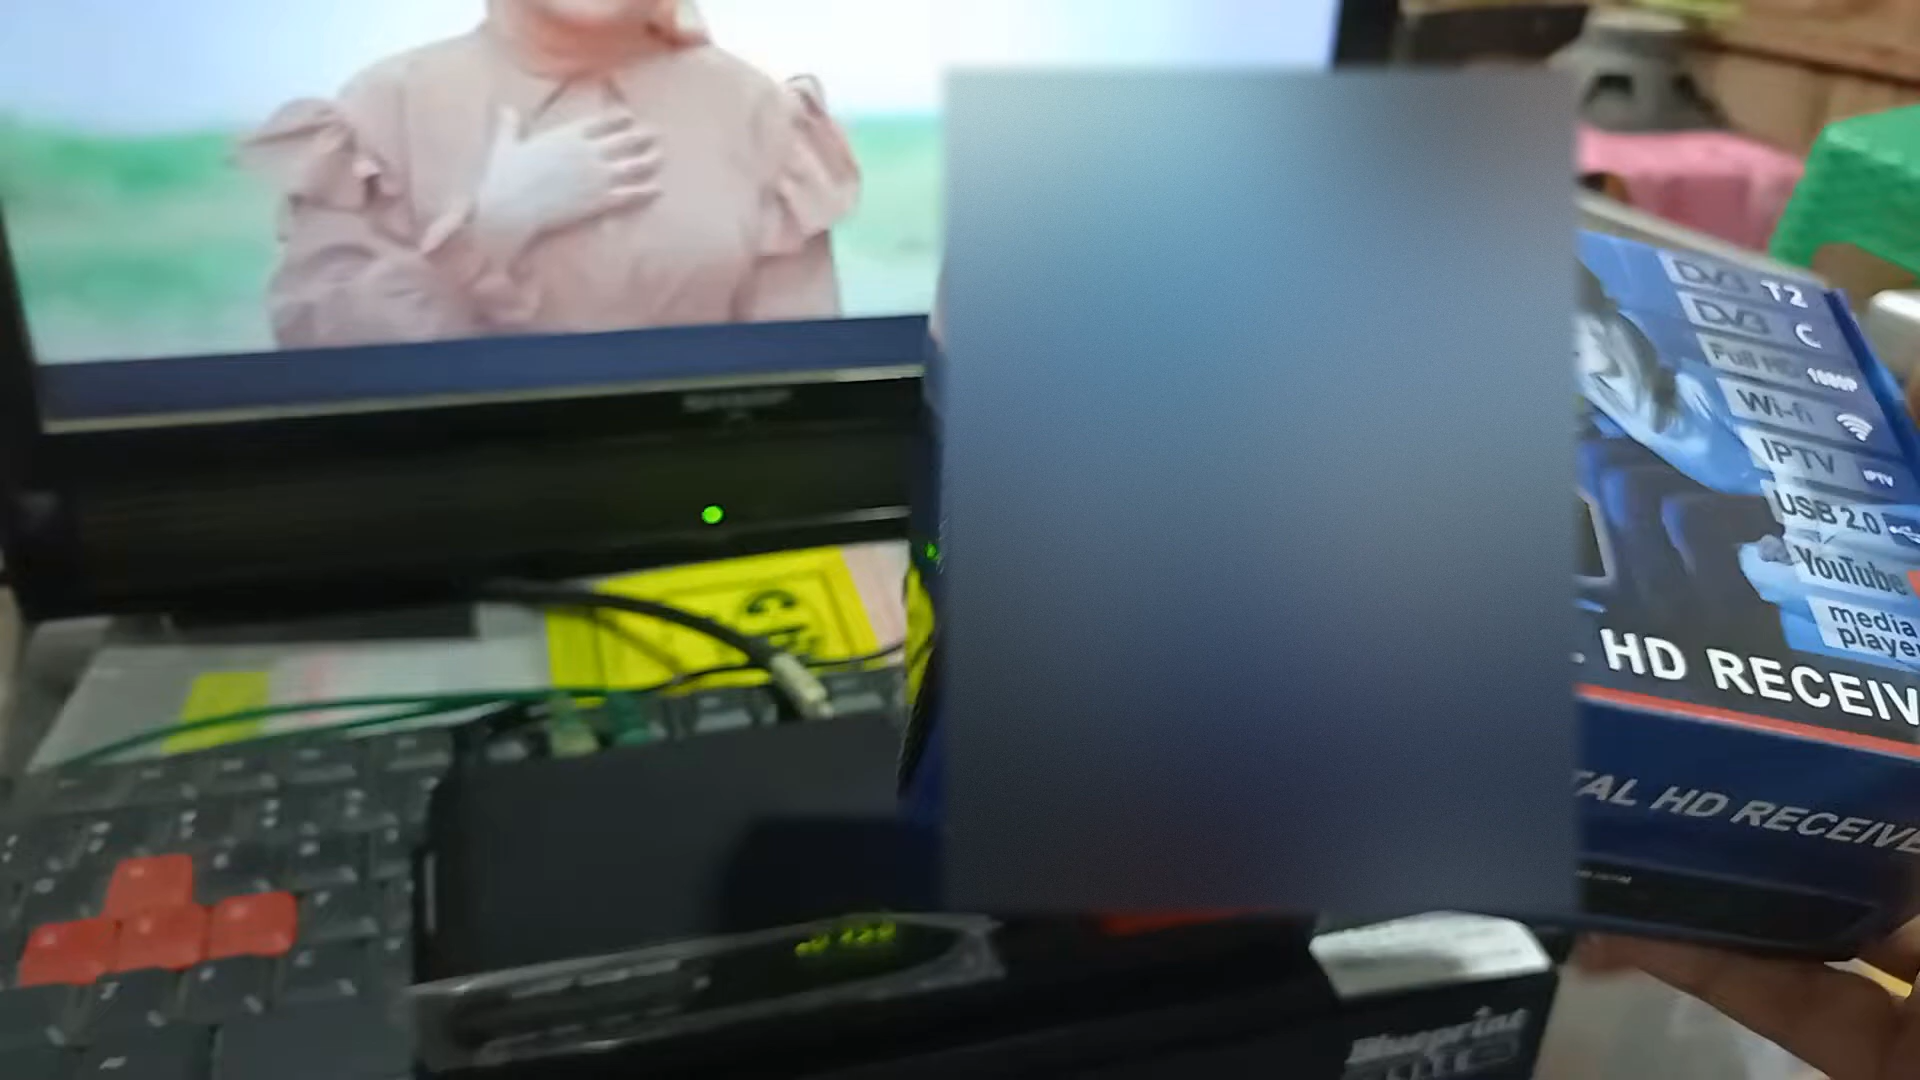 DVB T2
DVB C
Full HD 1080P
Wi-fi
IPTV IPTV
USB 2.0
YouTube
media
player
HD RECEIV
TAL HD RECEIVE
Blueprint